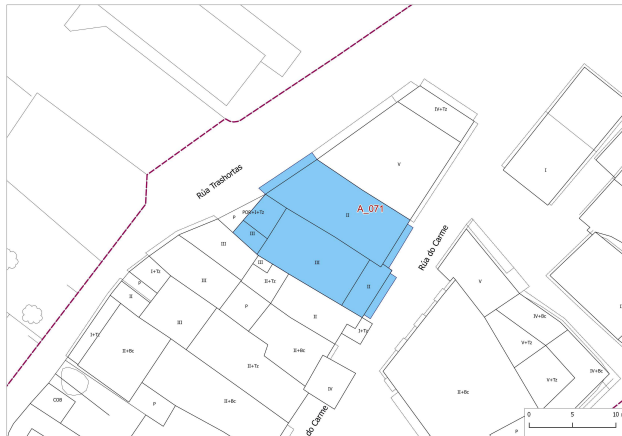 IV+Tz
V
I
Rúa Trashortas
A_071
II
P
POR+I+Tz
III
III
Rúa do Carme
III
III
I+Tz
II+Tz
P
III
II
V
II
P
II
IV+Bc
I+Tz
III
I+Tz
V+Tz
II+Bc
II+Bc
II+Tz
IV
V+Tz
IV+Bc
II+Bc
COB
P
II+Bc
do Carme
P
0 5 10